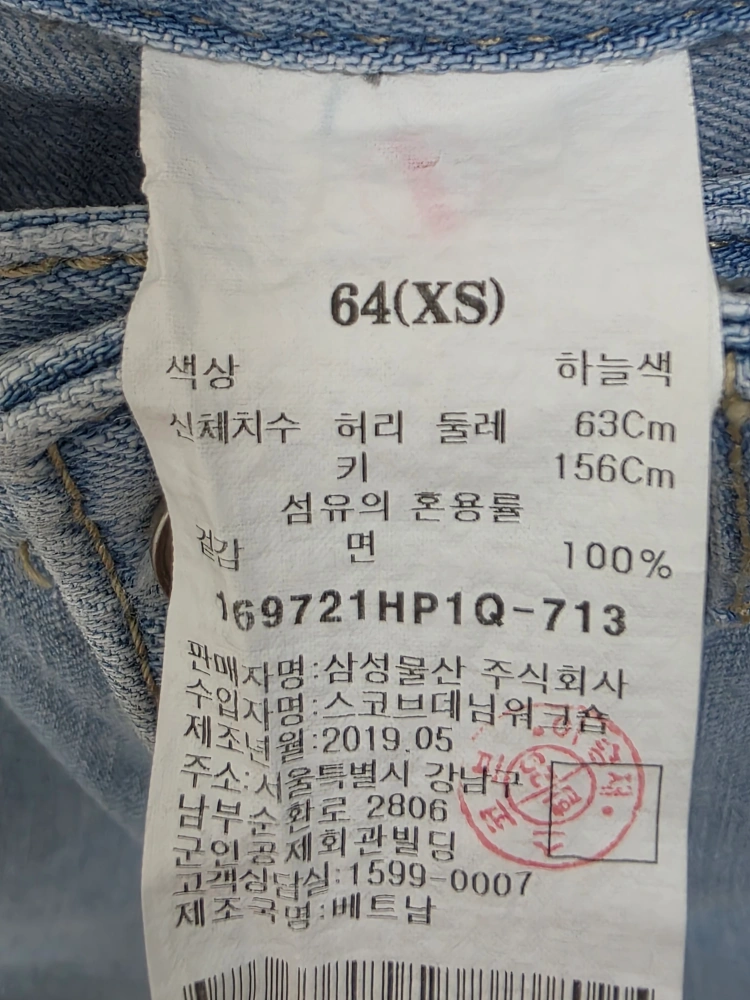 64(XS)
색상 하늘색
신체치수 허리 둘레 63Cm
키 156Cm
섬유의 혼용률
겉감 면 100%
169721HP1Q-713
판매자명:삼성물산 주식회사
수입자명:스코브데님워크숍
제조년월:2019.05
주소:서울특별시 강남구
남부순환로 2806
군인공제회관빌딩
고객상담실:1599-0007
제조국명:베트남